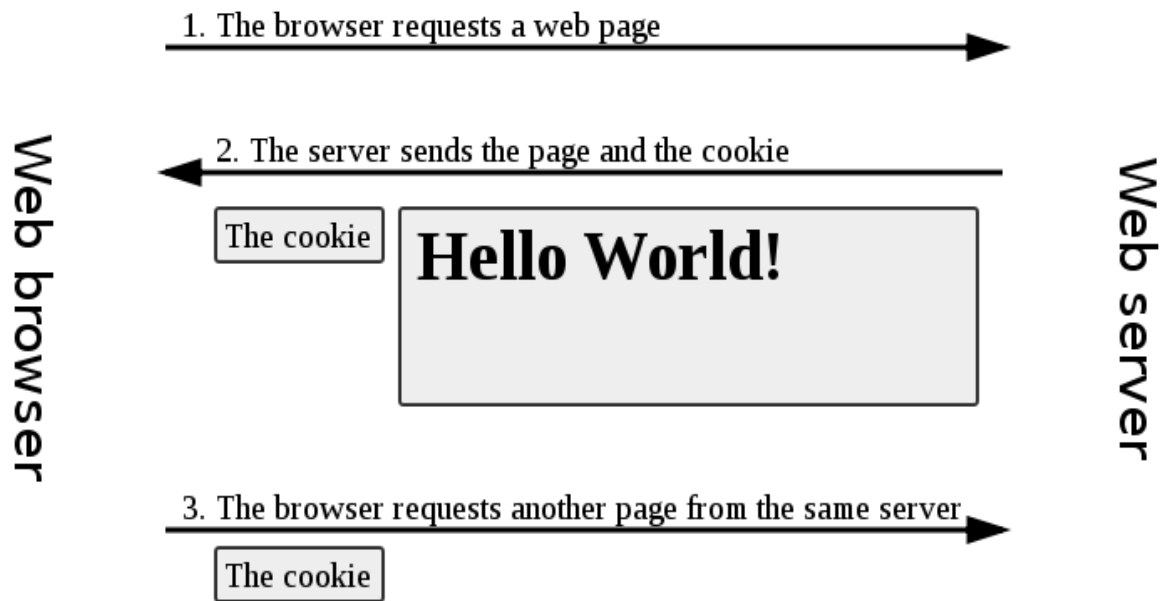 1. The browser requests a web page
2. The server sends the page and the cookie
The cookie
Hello World!
Web browser
Web server
3. The browser requests another page from the same server
The cookie